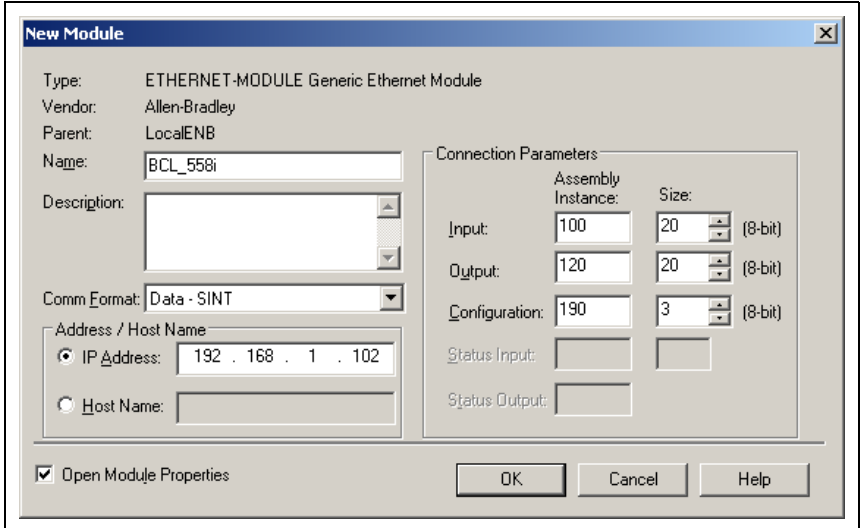 New Module
Type: ETHERNET-MODULE Generic Ethernet Module
Vendor: Allen-Bradley
Parent: LocalENB
Name: BCL_558i
Description:
Comm Format: Data - SINT
Address / Host Name
IP Address: 192 . 168 . 1 . 102
Host Name:
Connection Parameters
Assembly
Instance: Size:
Input: 100 20 (8-bit)
Output: 120 20 (8-bit)
Configuration: 190 3 (8-bit)
Status Input:
Status Output:
Open Module Properties
OK Cancel Help